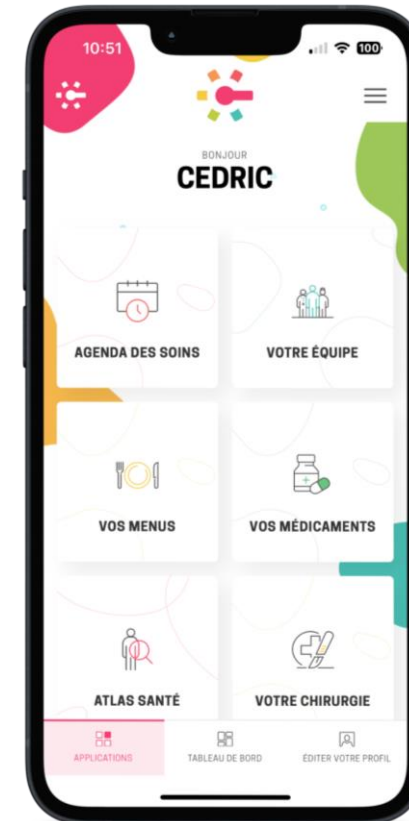 10:51
100
BONJOUR
CEDRIC
AGENDA DES SOINS
VOTRE ÉQUIPE
VOS MENUS
VOS MÉDICAMENTS
ATLAS SANTÉ
VOTRE CHIRURGIE
APPLICATIONS
TABLEAU DE BORD
ÉDITER VOTRE PROFIL